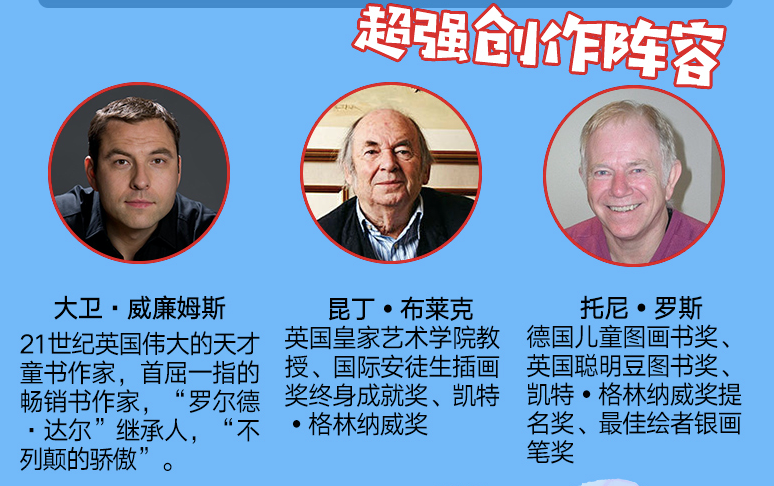 超强创作阵容
大卫·威廉姆斯
21世纪英国伟大的天才
童书作家，首屈一指的
畅销书作家，“罗尔德
·达尔”继承人，“不
列颠的骄傲”。
昆丁•布莱克
英国皇家艺术学院教
授、国际安徒生插画
奖终身成就奖、凯特
•格林纳威奖
托尼•罗斯
德国儿童图画书奖、
英国聪明豆图书奖、
凯特•格林纳威奖提
名奖、最佳绘者银画
笔奖